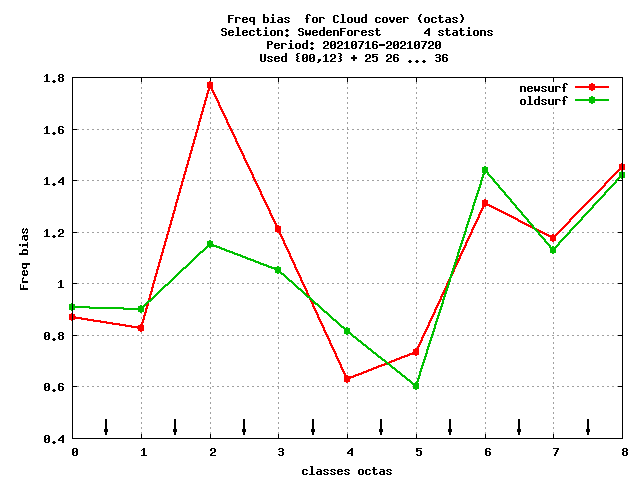 Freq bias  for Cloud cover (octas)
Selection: SwedenForest      4 stations
Period: 20210716-20210720
Used {00,12} + 25 26 ... 36
newsurf
oldsurf
1.8
1.6
1.4
1.2
1
0.8
0.6
0.4
Freq bias
0 1 2 3 4 5 6 7 8
classes octas